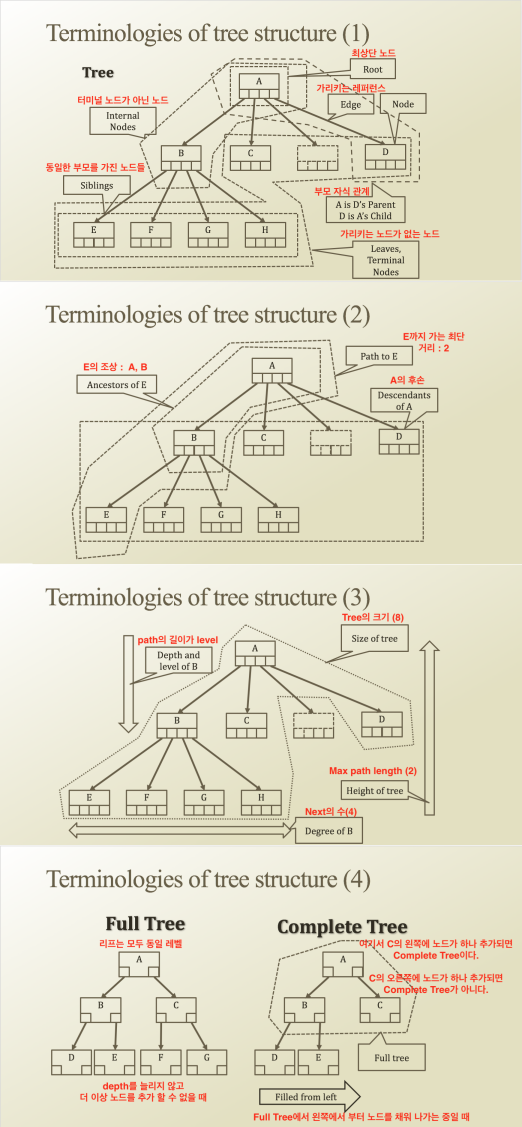 Terminologies of tree structure (1)
최상단 노드
Tree
A
Root
터미널 노드가 아닌 노드
가리키는 레퍼런스
Internal
Nodes
Edge
Node
B
C
D
동일한 부모를 가진 노드들
Siblings
부모 자식 관계
A is D's Parent
D is A's Child
E
F
G
H
가리키는 노드가 없는 노드
Leaves,
Terminal
Nodes
Terminologies of tree structure (2)
E까지 가는 최단
거리 : 2
E의 조상 : A, B
A
Path to E
Ancestors of E
A의 후손
Descendants
of A
B
C
D
E
F
G
H
Terminologies of tree structure (3)
Tree의 크기 (8)
path의 길이가 level
Size of tree
Depth and
level of B
A
B
C
D
Max path length (2)
E
F
G
H
Height of tree
Next의 수(4)
Degree of B
Terminologies of tree structure (4)
Full Tree
Complete Tree
리프는 모두 동일 레벨
여기서 C의 왼쪽에 노드가 하나 추가되면
Complete Tree이다.
A
A
C의 오른쪽에 노드가 하나 추가되면
Complete Tree가 아니다.
B
C
B
C
D
E
F
G
D
E
Full tree
depth를 늘리지 않고
더 이상 노드를 추가 할 수 없을 때
Filled from left
Full Tree에서 왼쪽에서 부터 노드를 채워 나가는 중일 때